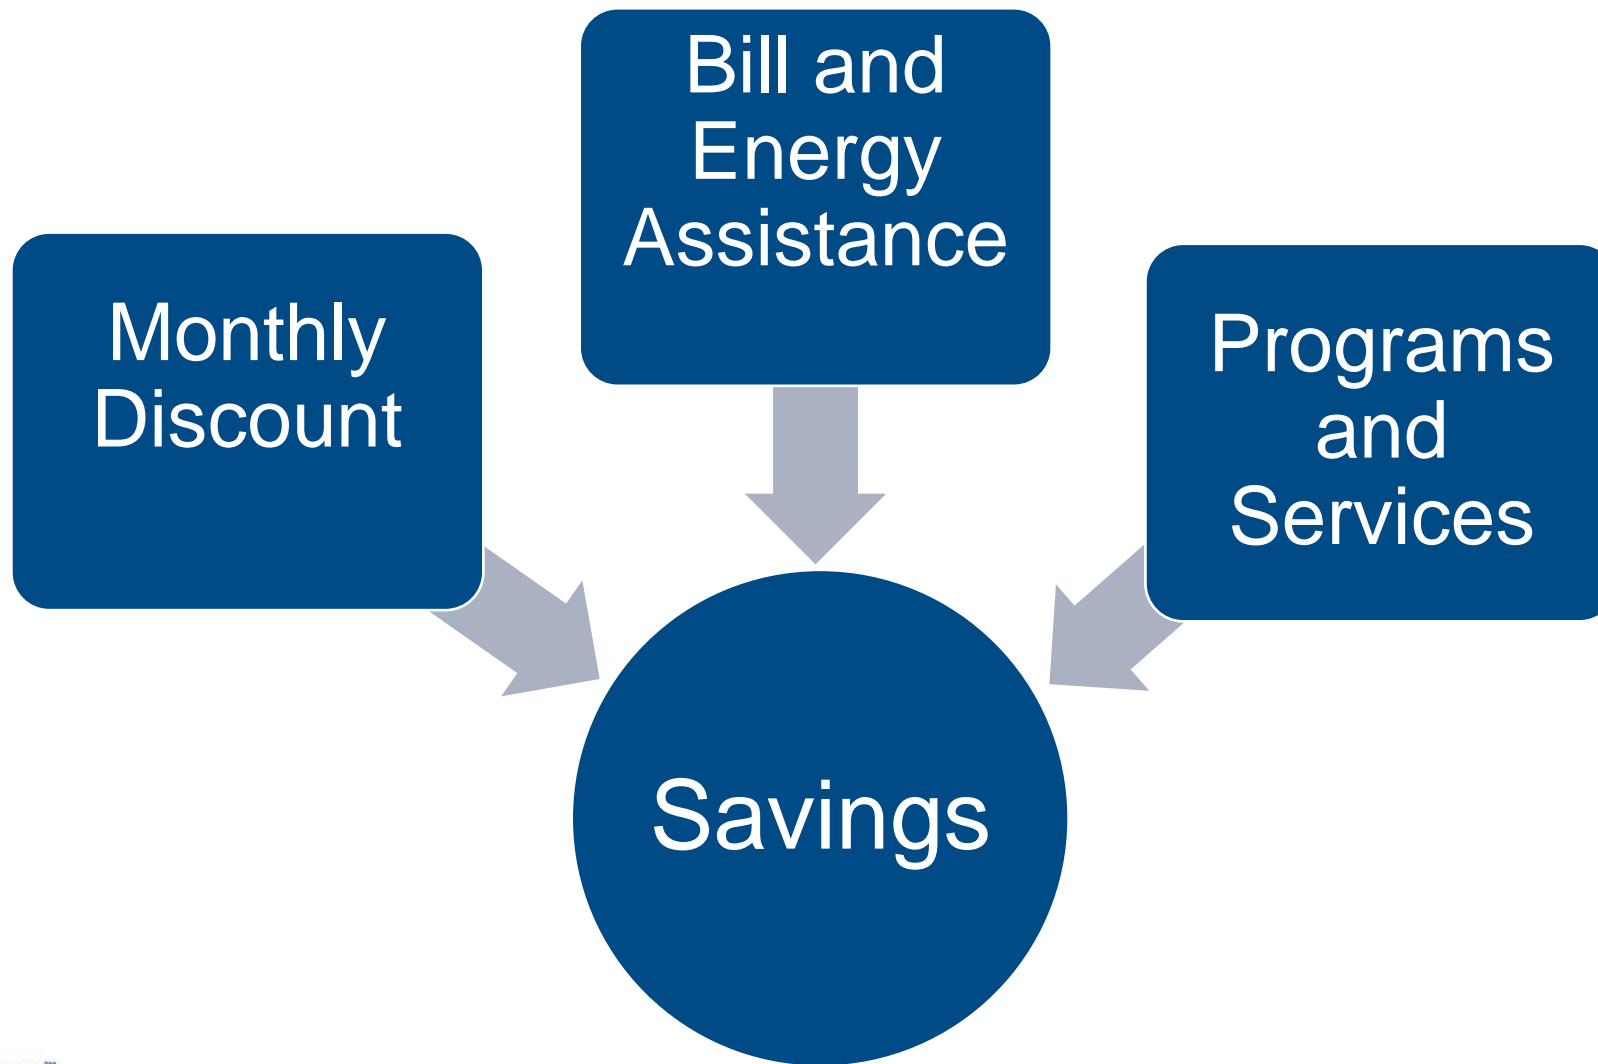 Bill and
Energy
Assistance
Monthly
Discount
Programs
and
Services
Savings